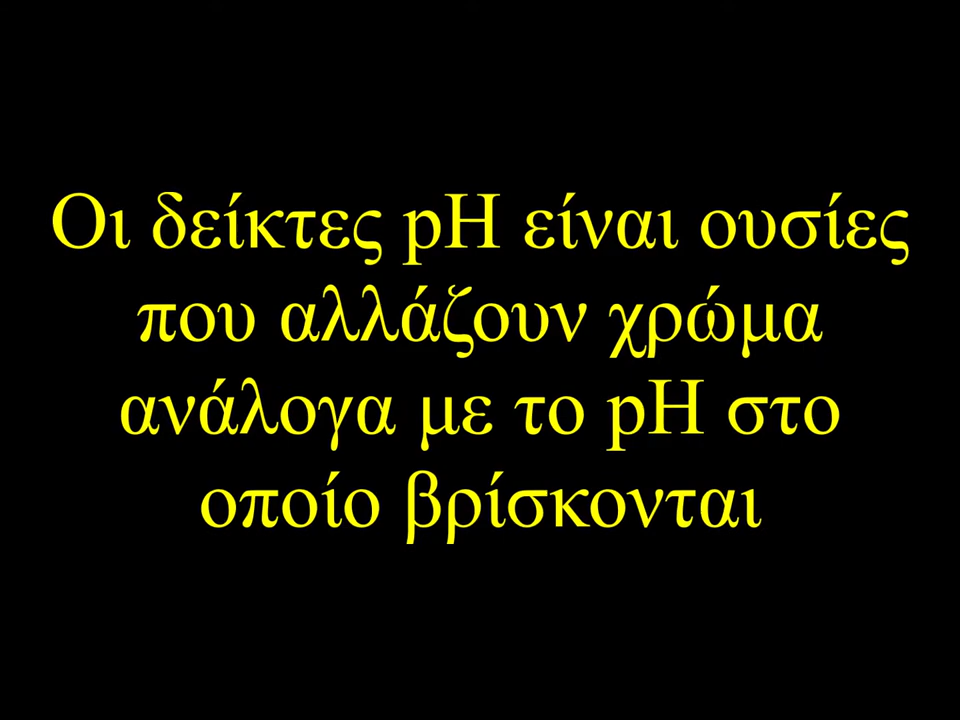 Οι δείκτες pH είναι ουσίες
που αλλάζουν χρώμα
ανάλογα με το pH στο
οποίο βρίσκονται